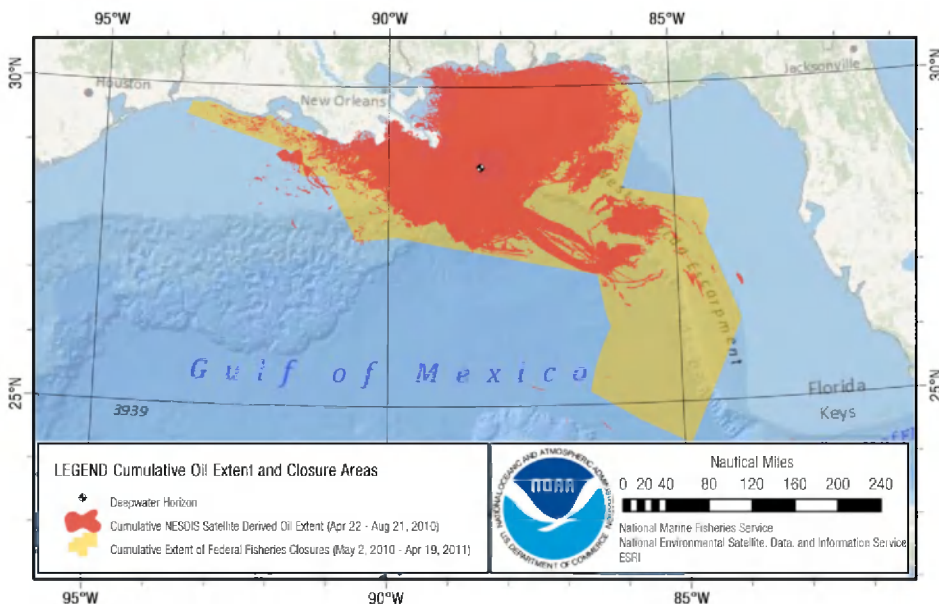 95°W 90°W 85°W
30°N 30°N
Houston
New Orleans
Jacksonville
Escarpment
Gulf of Mexico
25°N 25°N
3939
Florida
Keys
LEGEND Cumulative Oil Extent and Closure Areas
Deepwater Horizon
Cumulative NESDIS Satellite Derived Oil Extent (Apr 22 - Aug 21, 2010)
Cumulative Extent of Federal Fisheries Closures (May 2, 2010 - Apr 19, 2011)
NATIONAL OCEANIC AND ATMOSPHERIC ADMINISTRATION
NOAA
U.S. DEPARTMENT OF COMMERCE
Nautical Miles
0 20 40 80 120 160 200 240
National Marine Fisheries Service
National Environmental Satellite, Data, and Information Service
ESRI
95°W 90°W 85°W